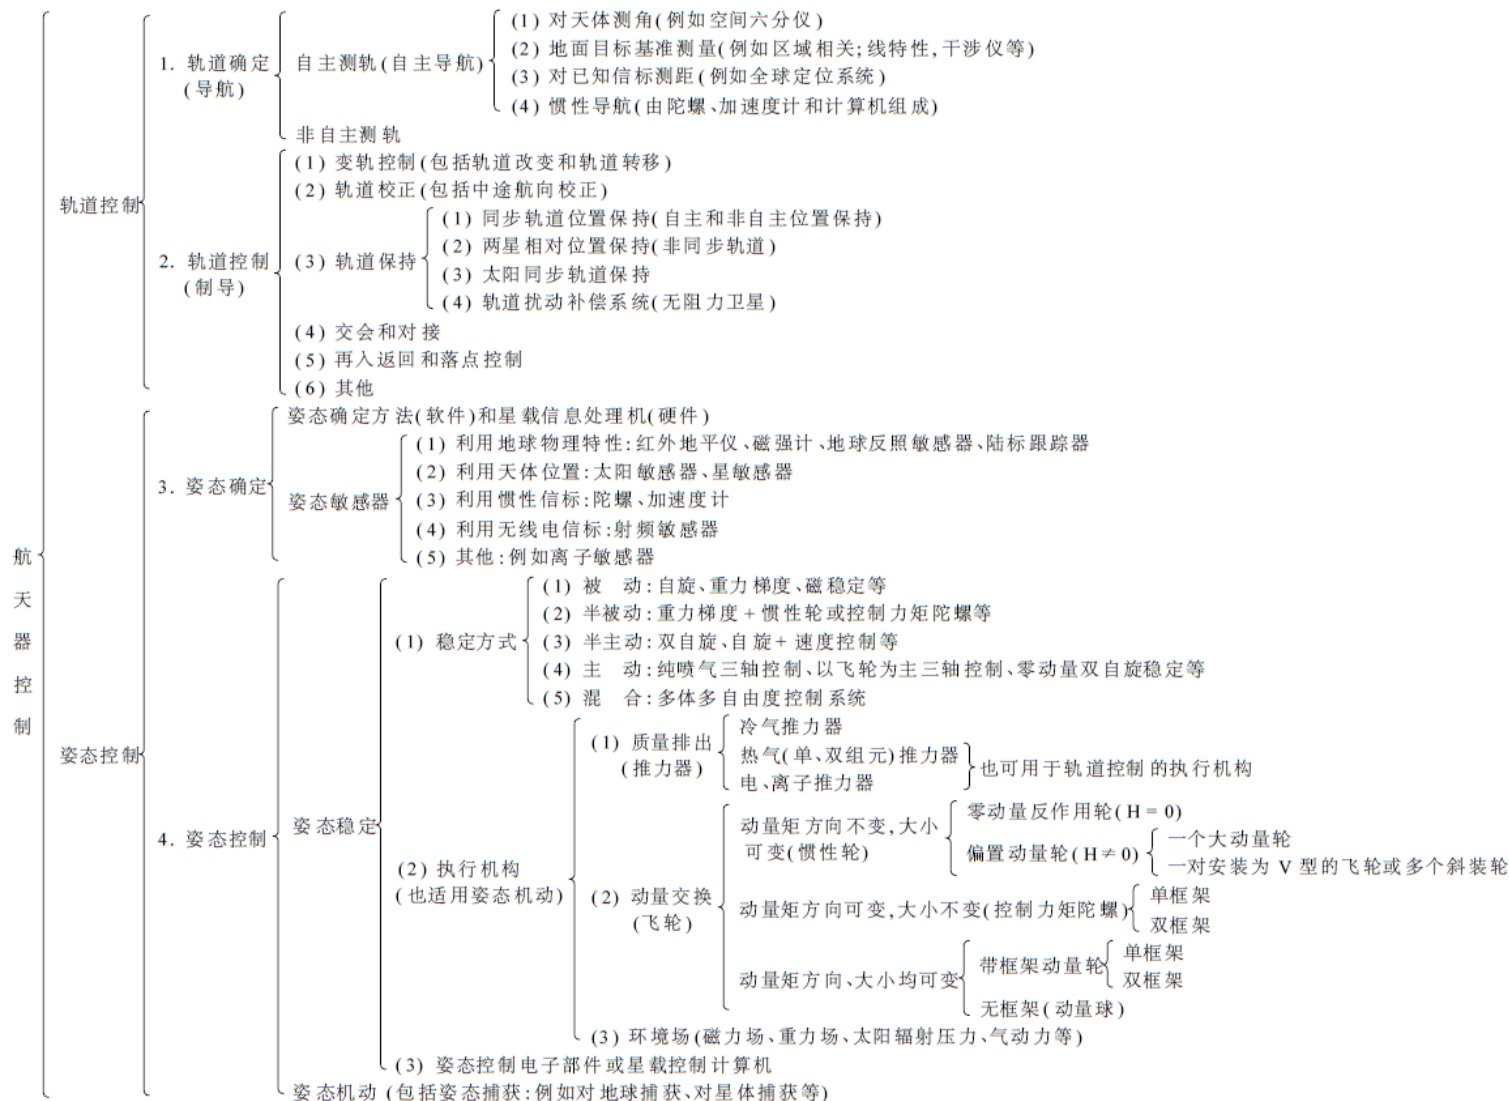 航天器控制
轨道控制
1. 轨道确定
(导航)
自主测轨(自主导航)
(1) 对天体测角(例如空间六分仪)
(2) 地面目标基准测量(例如区域相关;线特性,干涉仪等)
(3) 对已知信标测距(例如全球定位系统)
(4) 惯性导航(由陀螺、加速度计和计算机组成)
非自主测轨
2. 轨道控制
(制导)
(1) 变轨控制(包括轨道改变和轨道转移)
(2) 轨道校正(包括中途航向校正)
(3) 轨道保持
(1) 同步轨道位置保持(自主和非自主位置保持)
(2) 两星相对位置保持(非同步轨道)
(3) 太阳同步轨道保持
(4) 轨道扰动补偿系统(无阻力卫星)
(4) 交会和对接
(5) 再入返回和落点控制
(6) 其他
姿态控制
3. 姿态确定
姿态确定方法(软件)和星载信息处理机(硬件)
姿态敏感器
(1) 利用地球物理特性:红外地平仪、磁强计、地球反照敏感器、陆标跟踪器
(2) 利用天体位置:太阳敏感器、星敏感器
(3) 利用惯性信标:陀螺、加速度计
(4) 利用无线电信标:射频敏感器
(5) 其他:例如离子敏感器
4. 姿态控制
姿态稳定
(1) 稳定方式
(1) 被 动:自旋、重力梯度、磁稳定等
(2) 半被动:重力梯度+惯性轮或控制力矩陀螺等
(3) 半主动:双自旋、自旋+速度控制等
(4) 主 动:纯喷气三轴控制、以飞轮为主三轴控制、零动量双自旋稳定等
(5) 混 合:多体多自由度控制系统
(2) 执行机构
(也适用姿态机动)
(1) 质量排出
(推力器)
冷气推力器
热气(单、双组元)推力器
电、离子推力器
也可用于轨道控制的执行机构
(2) 动量交换
(飞轮)
动量矩方向不变,大小
可变(惯性轮)
零动量反作用轮(H=0)
偏置动量轮(H≠0)
一个大动量轮
一对安装为 V 型的飞轮或多个斜装轮
动量矩方向可变,大小不变(控制力矩陀螺)
单框架
双框架
动量矩方向、大小均可变
带框架动量轮
单框架
双框架
无框架(动量球)
(3) 环境场(磁力场、重力场、太阳辐射压力、气动力等)
(3) 姿态控制电子部件或星载控制计算机
姿态机动 (包括姿态捕获:例如对地球捕获、对星体捕获等)